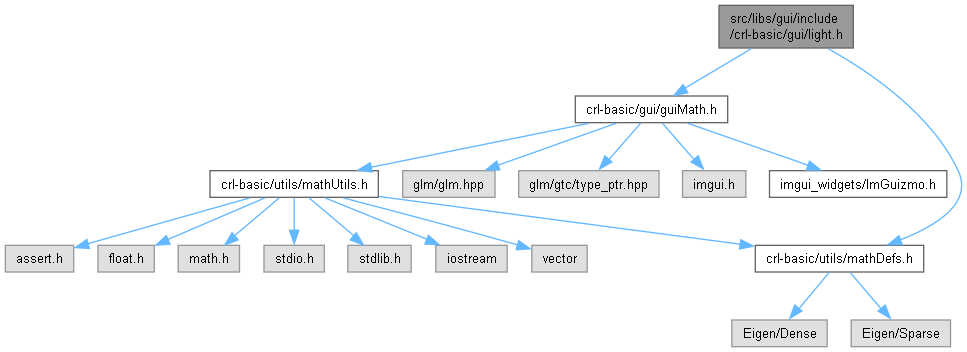 src/libs/gui/include
/crl-basic/gui/light.h
crl-basic/gui/guiMath.h
crl-basic/utils/mathUtils.h
glm/glm.hpp
glm/gtc/type_ptr.hpp
imgui.h
imgui_widgets/ImGuizmo.h
assert.h
float.h
math.h
stdio.h
stdlib.h
iostream
vector
crl-basic/utils/mathDefs.h
Eigen/Dense
Eigen/Sparse